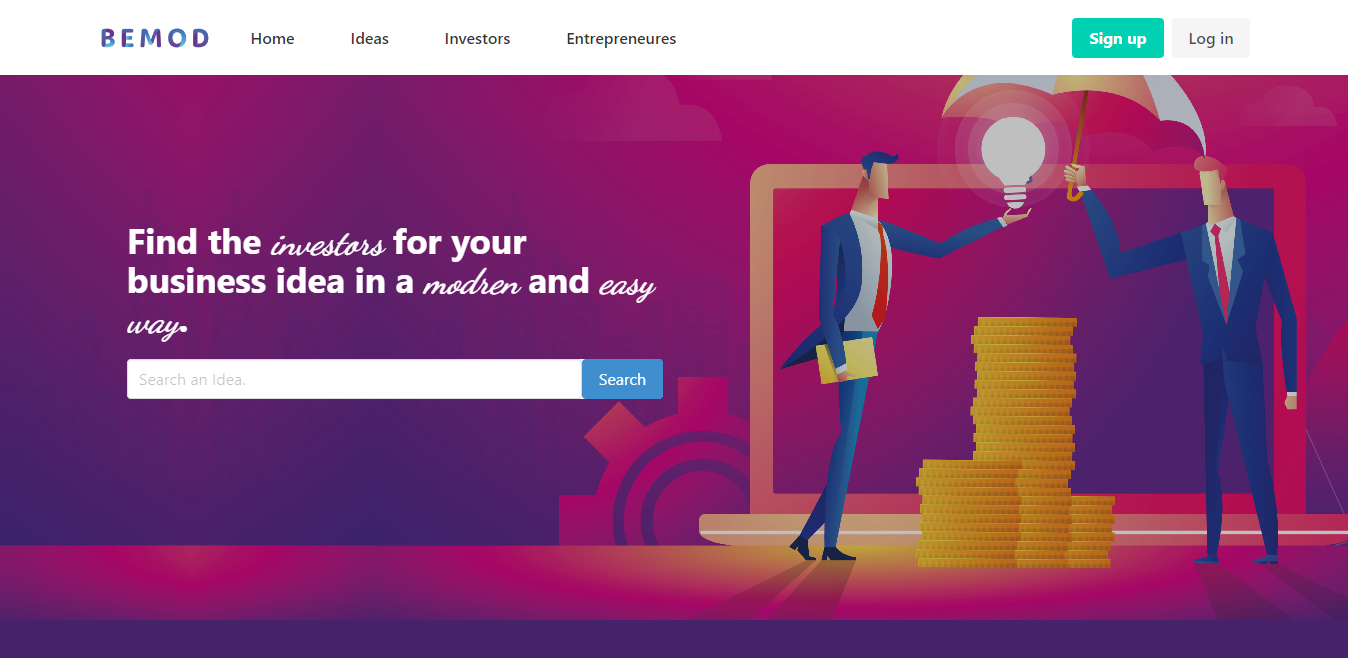 BEMOD
Home
Ideas
Investors
Entrepreneures
Sign up
Log in
Find the investors for your
business idea in a modren and easy
way.
Search an Idea.
Search